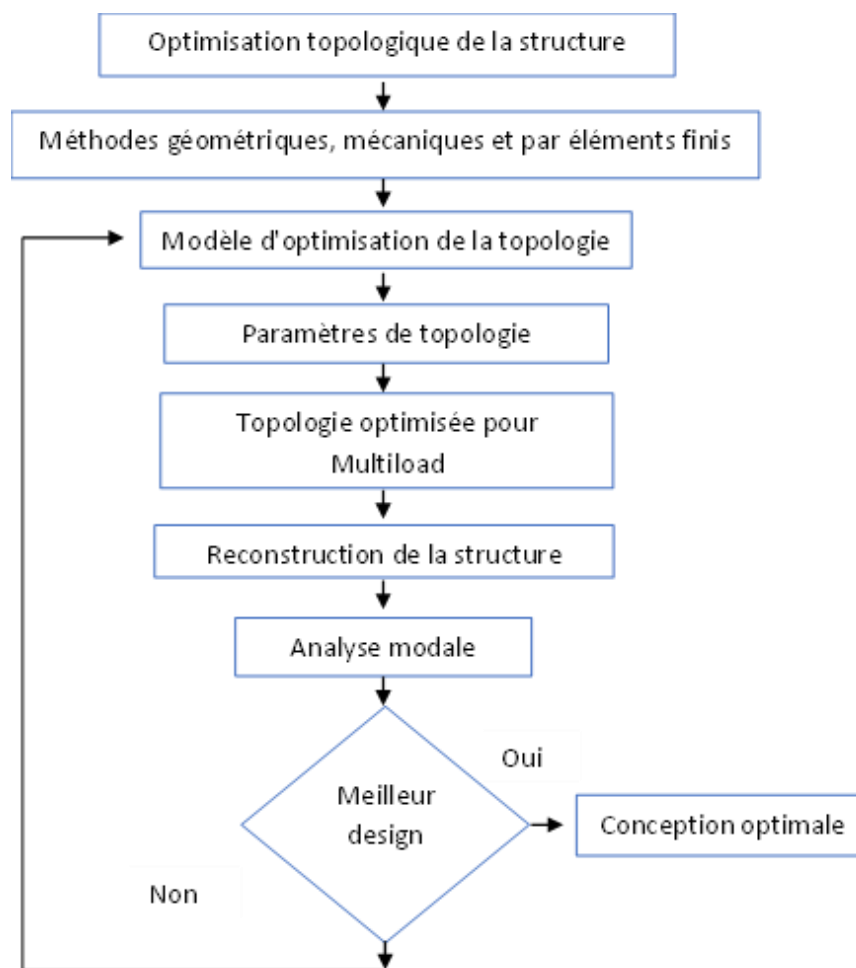 Optimisation topologique de la structure
Méthodes géométriques, mécaniques et par éléments finis
Modèle d'optimisation de la topologie
Paramètres de topologie
Topologie optimisée pour
Multiload
Reconstruction de la structure
Analyse modale
Oui
Meilleur
design
Conception optimale
Non